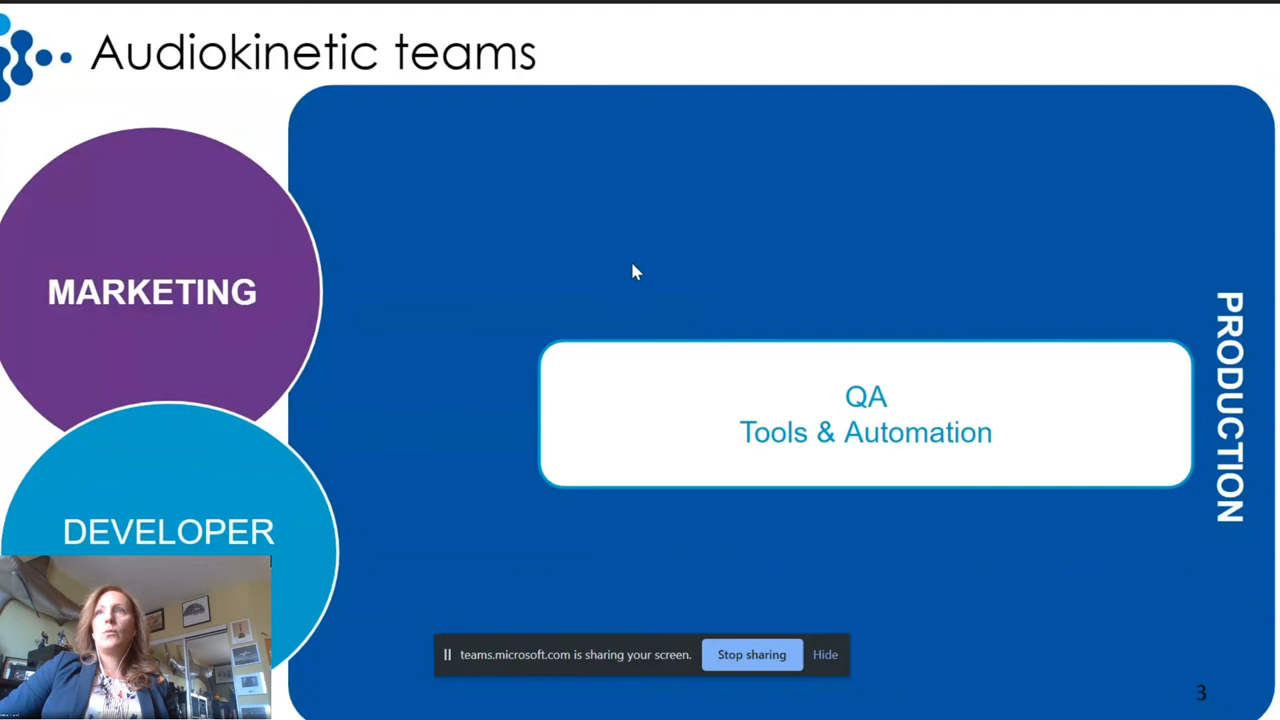 Audiokinetic teams
MARKETING
PRODUCTION
QA
Tools & Automation
DEVELOPER
teams.microsoft.com is sharing your screen.
Stop sharing
Hide
3